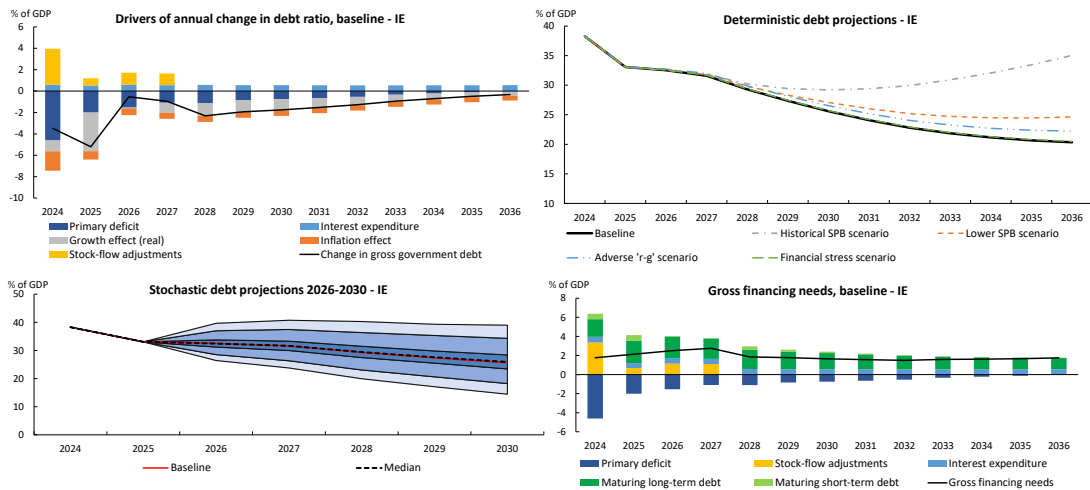 Drivers of annual change in debt ratio, baseline - IE
% of GDP
6
4
2
0
-2
-4
-6
-8
-10
2024 2025 2026 2027 2028 2029 2030 2031 2032 2033 2034 2035 2036
Primary deficit Interest expenditure
Growth effect (real) Inflation effect
Stock-flow adjustments Change in gross government debt
Deterministic debt projections - IE
% of GDP
40
35
30
25
20
15
10
2024 2025 2026 2027 2028 2029 2030 2031 2032 2033 2034 2035 2036
Baseline Historical SPB scenario Lower SPB scenario
Adverse 'r-g' scenario Financial stress scenario
Stochastic debt projections 2026-2030 - IE
% of GDP
50
40
30
20
10
0
2024 2025 2026 2027 2028 2029 2030
Baseline Median
Gross financing needs, baseline - IE
% of GDP
8
6
4
2
0
-2
-4
-6
2024 2025 2026 2027 2028 2029 2030 2031 2032 2033 2034 2035 2036
Primary deficit Stock-flow adjustments Interest expenditure
Maturing long-term debt Maturing short-term debt Gross financing needs